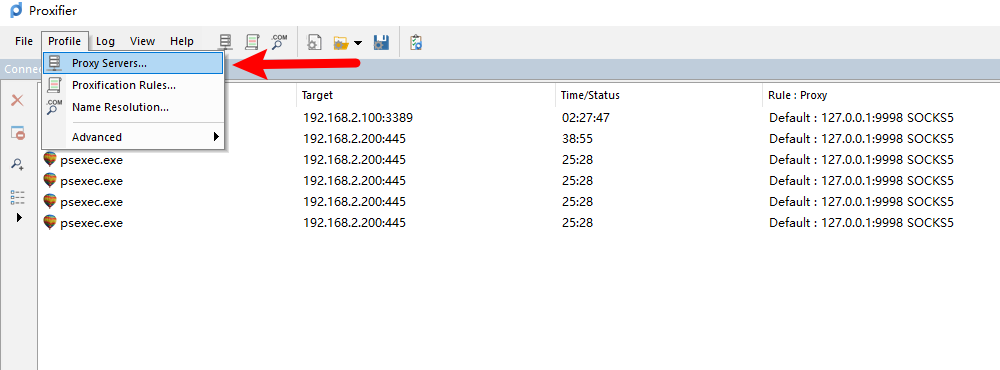 Proxifier
File Profile Log View Help .COM
Conne
Proxy Servers...
Proxification Rules...
.COM Name Resolution...
Advanced
Target Time/Status Rule : Proxy
192.168.2.100:3389 02:27:47 Default : 127.0.0.1:9998 SOCKS5
192.168.2.200:445 38:55 Default : 127.0.0.1:9998 SOCKS5
psexec.exe 192.168.2.200:445 25:28 Default : 127.0.0.1:9998 SOCKS5
psexec.exe 192.168.2.200:445 25:28 Default : 127.0.0.1:9998 SOCKS5
psexec.exe 192.168.2.200:445 25:28 Default : 127.0.0.1:9998 SOCKS5
psexec.exe 192.168.2.200:445 25:28 Default : 127.0.0.1:9998 SOCKS5